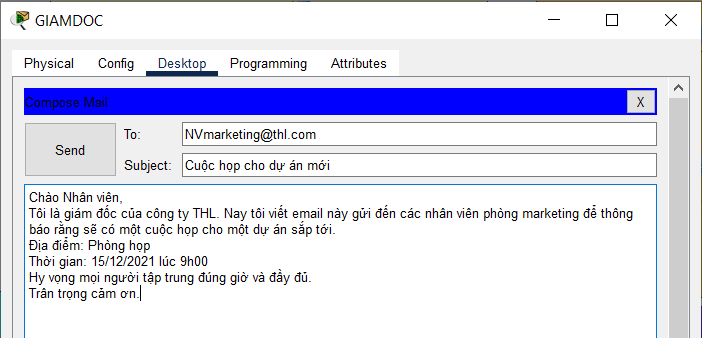 GIAMDOC
Physical Config Desktop Programming Attributes
Compose Mail X
Send
To: NVmarketing@thl.com
Subject: Cuộc họp cho dự án mới
Chào Nhân viên,
Tôi là giám đốc của công ty THL. Nay tôi viết email này gửi đến các nhân viên phòng marketing để thông
báo rằng sẽ có một cuộc họp cho một dự án sắp tới.
Địa điểm: Phòng họp
Thời gian: 15/12/2021 lúc 9h00
Hy vọng mọi người tập trung đúng giờ và đầy đủ.
Trân trọng cảm ơn.